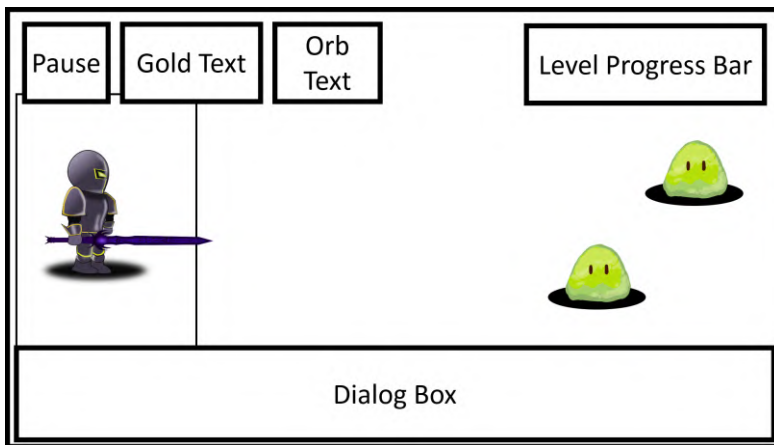 Pause
Gold Text
Orb
Text
Level Progress Bar
Dialog Box